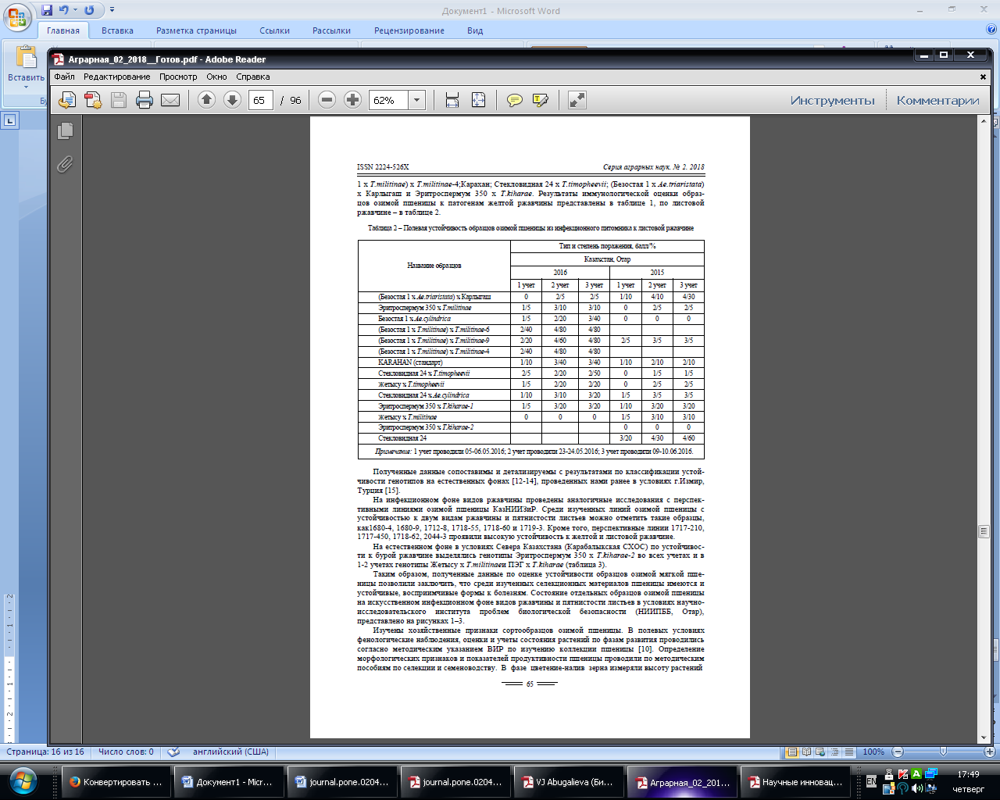 Документ1 - Microsoft Word
Главная Вставка Разметка страницы Ссылки Рассылки Рецензирование Вид
Вставить
Аграрная_02_2018__Готов.pdf - Adobe Reader
Файл Редактирование Просмотр Окно Справка
65 / 96 62% Инструменты Комментарии
ISSN 2224-526X Серия аграрных наук. № 2. 2018
1 x T.militinae) x T.militinae-4;Карахан; Стекловидная 24 x T.timopheevii; (Безостая 1 x Ae.triaristata)
x Карлыгаш и Эритроспермум 350 x T.kiharae. Результаты иммунологической оценки образ-
цов озимой пшеницы к патогенам желтой ржавчины представлены в таблице 1, по листовой
ржавчине – в таблице 2.
Таблица 2 – Полевая устойчивость образцов озимой пшеницы из инфекционного питомника к листовой ржавчине
Название образцов
Тип и степень поражения, балл/%
Казахстан, Отар
2016 2015
1 учет 2 учет 3 учет 1 учет 2 учет 3 учет
(Безостая 1 x Ae.triaristata) x Карлыгаш 0 2/5 2/5 1/10 4/10 4/30
Эритроспермум 350 x T.militinae 1/5 3/10 3/10 0 2/5 2/5
Безостая 1 x Ae.cylindrica 1/5 2/20 3/40 0 0 0
(Безостая 1 x T.militinae) x T.militinae-6 2/40 4/80 4/80
(Безостая 1 x T.militinae) x T.militinae-9 2/20 4/60 4/80 2/5 3/5 3/5
(Безостая 1 x T.militinae) x T.militinae-4 2/40 4/80 4/80
KARAHAN (стандарт) 1/10 3/40 3/40 1/10 2/10 2/10
Стекловидная 24 x T.timopheevii 2/5 2/20 2/50 0 1/5 1/5
Жетысу x T.timopheevii 1/5 2/20 2/20 0 2/5 2/5
Стекловидная 24 x Ae.cylindrica 1/10 3/10 3/20 1/5 3/5 3/5
Эритроспермум 350 x T.kiharae-1 1/5 3/20 3/20 1/10 3/20 3/20
Жетысу x T.militinae 0 0 0 1/5 3/10 3/10
Эритроспермум 350 x T.kiharae-2 0 0 0
Стекловидная 24 3/20 4/30 4/60
Примечание: 1 учет проводили 05-06.05.2016; 2 учет проводили 23-24.05.2016; 3 учет проводили 09-10.06.2016.
Полученные данные сопоставимы и детализируемы с результатами по классификации устой-
чивости генотипов на естественных фонах [12-14], проведенных нами ранее в условиях г.Измир,
Турция [15].
На инфекционном фоне видов ржавчины проведены аналогичные исследования с перспек-
тивными линиями озимой пшеницы КазНИИЗиР. Среди изученных линий озимой пшеницы с
устойчивостью к двум видам ржавчины и пятнистости листьев можно отметить такие образцы,
как1680-4, 1680-9, 1712-8, 1718-55, 1718-60 и 1719-3. Кроме того, перспективные линии 1717-210,
1717-450, 1718-62, 2044-3 проявили высокую устойчивость к желтой и листовой ржавчине.
На естественном фоне в условиях Севера Казахстана (Карабалыкская СХОС) по устойчивос-
ти к бурой ржавчине выделялись генотипы Эритроспермум 350 x T.kiharae-2 во всех учетах и в
1-2 учетах генотипы Жетысу x T.militinaeи ПЭГ x T.kiharae (таблица 3).
Таким образом, полученные данные по оценке устойчивости образцов озимой мягкой пше-
ницы позволили заключить, что среди изученных селекционных материалов пшеницы имеются и
устойчивые, восприимчивые формы к болезням. Состояние отдельных образцов озимой пшеницы
на искусственном инфекционном фоне видов ржавчины и пятнистости листьев в условиях научно-
исследовательского института проблем биологической безопасности (НИИПББ, Отар),
представлено на рисунках 1–3.
Изучены хозяйственные признаки сортообразцов озимой пшеницы. В полевых условиях
фенологические наблюдения, оценки и учеты состояния растений по фазам развития проводились
согласно методическим указанием ВИР по изучению коллекции пшеницы [10]. Определение
морфологических признаков и показателей продуктивности пшеницы проводили по методическим
пособиям по селекции и семеноводству. В фазе цветение-налив зерна измеряли высоту растений
65
Страница: 16 из 16 Число слов: 0 английский (США) 100%
Конвертировать ... Документ1 - Micr... journal.pone.0204... journal.pone.0204... VJ Abugalieva (Би... Аграрная_02_201... Научные инновац... EN 17:49
четверг